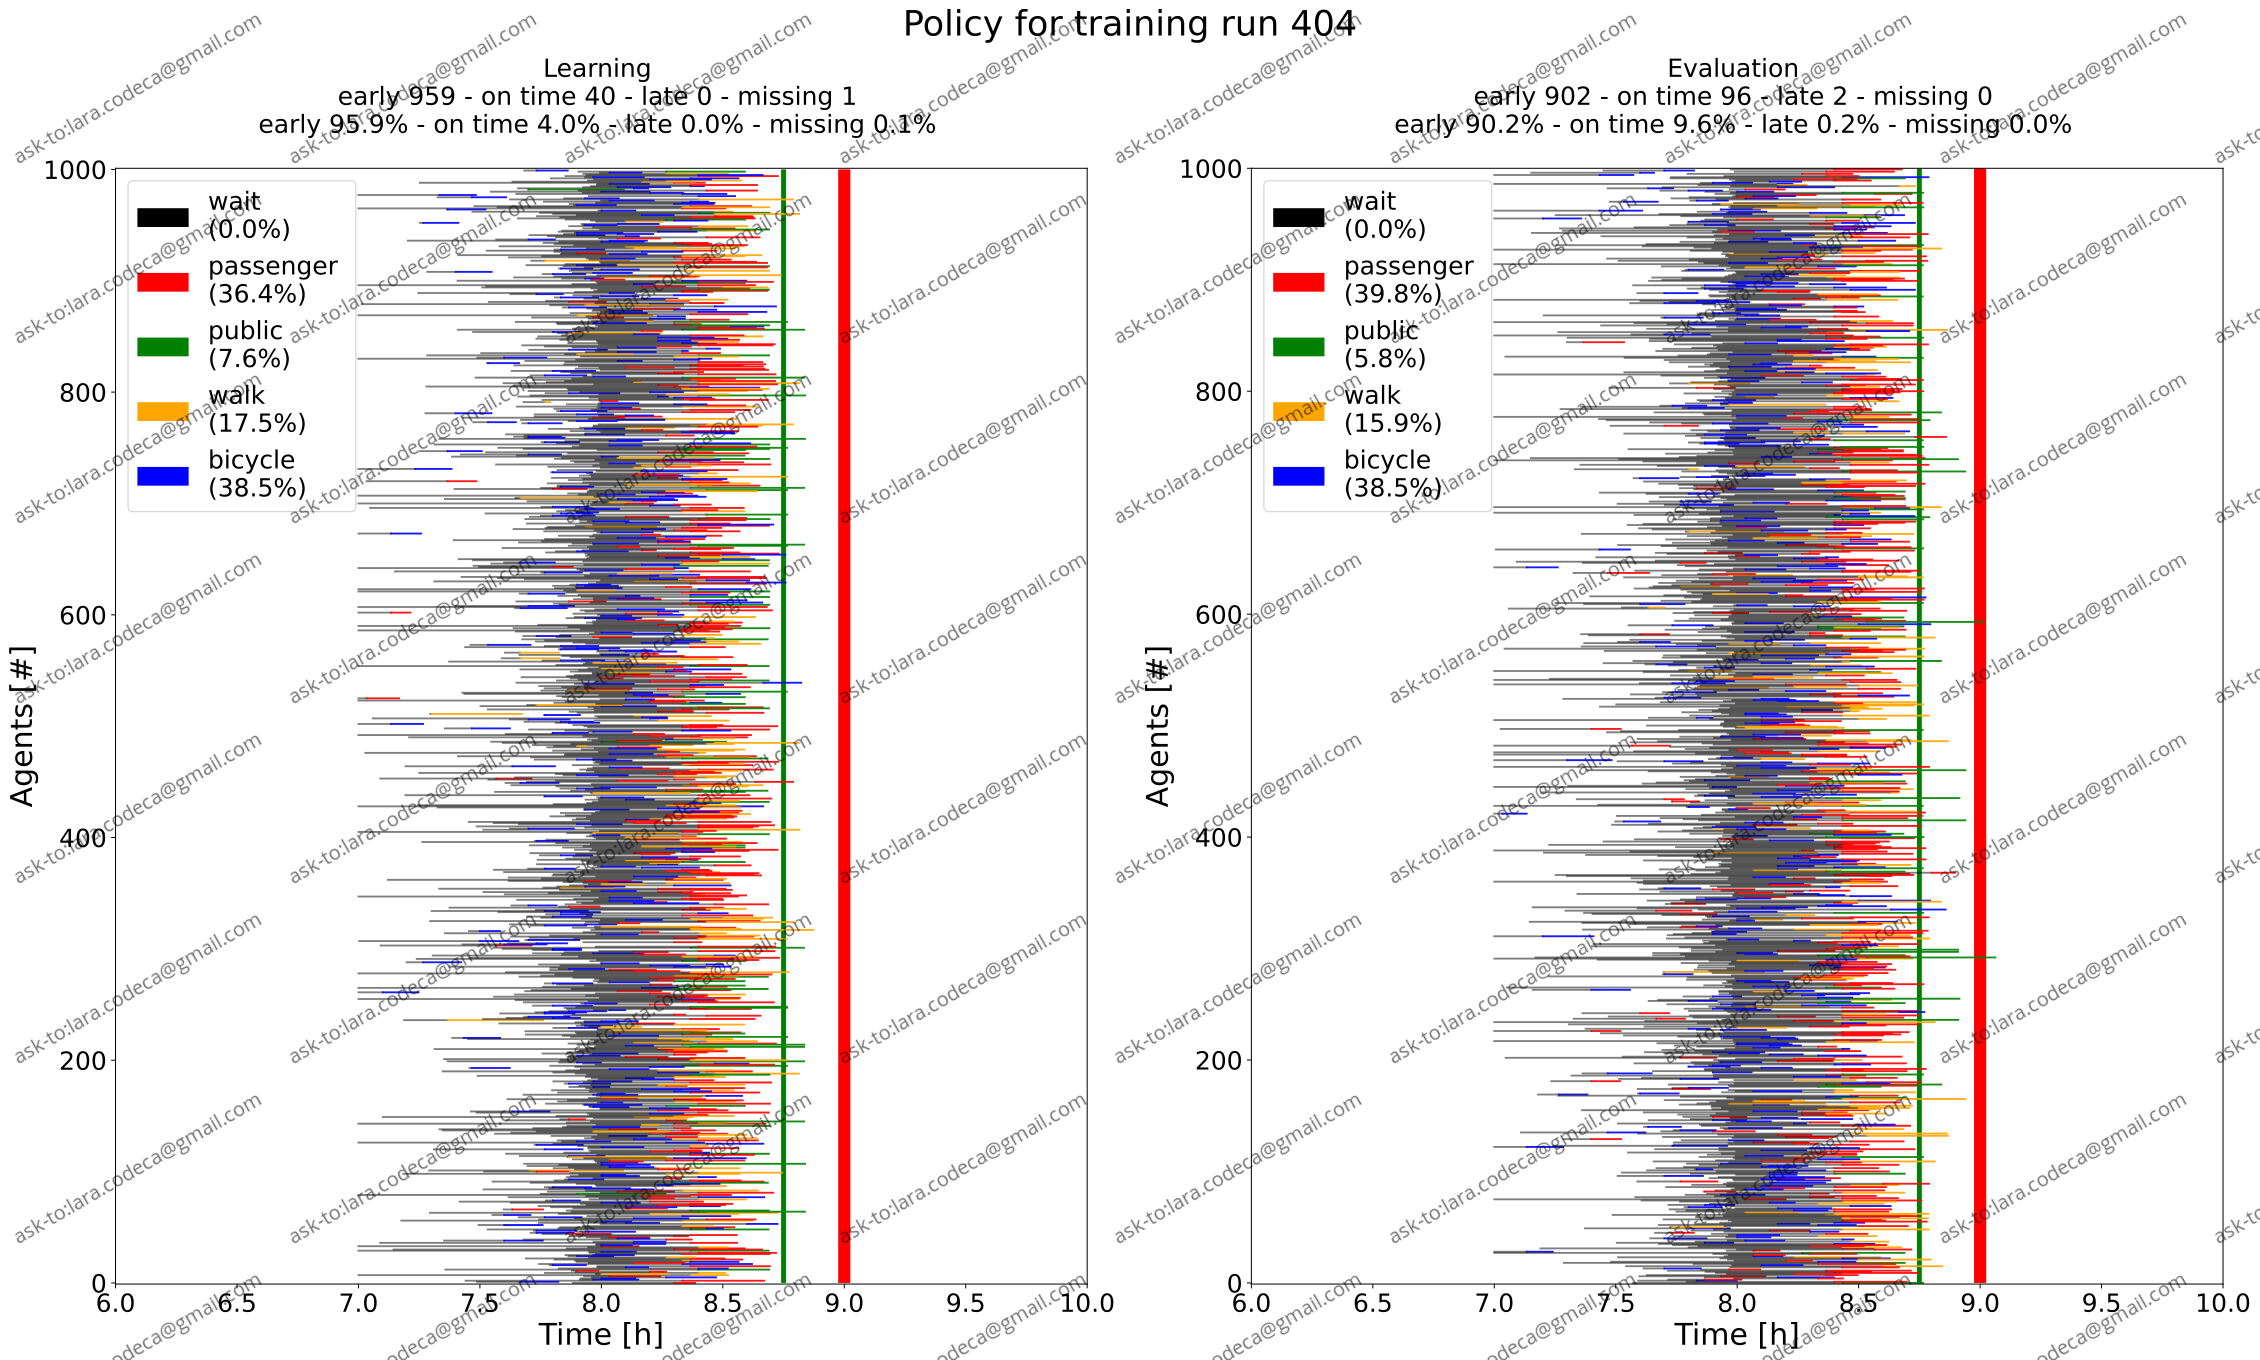 Policy for training run 404
Learning
early 959 - on time 40 - late 0 - missing 1
early 95.9% - on time 4.0% - late 0.0% - missing 0.1%
Agents [#]
1000
800
600
400
200
0
wait
(0.0%)
passenger
(36.4%)
public
(7.6%)
walk
(17.5%)
bicycle
(38.5%)
6.0 6.5 7.0 7.5 8.0 8.5 9.0 9.5 10.0
Time [h]
Evaluation
early 902 - on time 96 - late 2 - missing 0
early 90.2% - on time 9.6% - late 0.2% - missing 0.0%
Agents [#]
1000
800
600
400
200
0
wait
(0.0%)
passenger
(39.8%)
public
(5.8%)
walk
(15.9%)
bicycle
(38.5%)
6.0 6.5 7.0 7.5 8.0 8.5 9.0 9.5 10.0
Time [h]
ask-to:lara.codeca@gmail.com